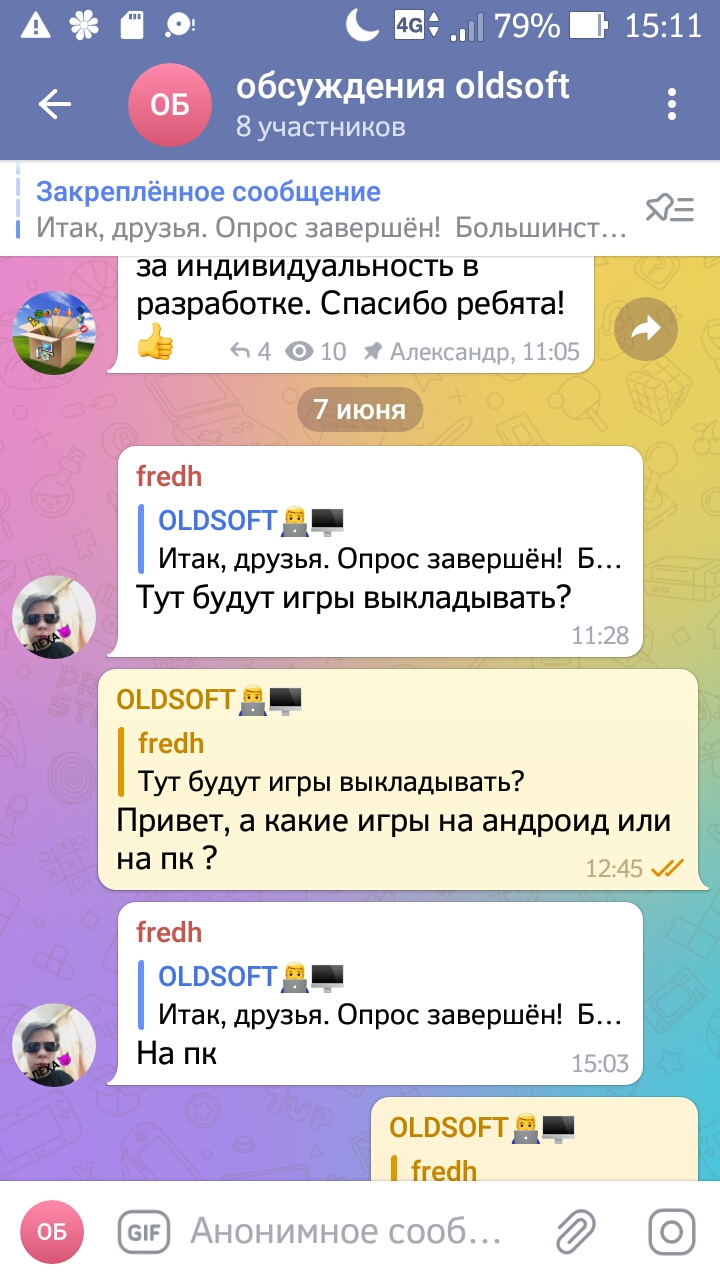 4G 79% 15:11
ОБ
обсуждения oldsoft
8 участников
Закреплённое сообщение
Итак, друзья. Опрос завершён! Большинст...
за индивидуальность в
разработке. Спасибо ребята!
4 10 Александр, 11:05
7 июня
fredh
OLDSOFT
Итак, друзья. Опрос завершён! Б...
Тут будут игры выкладывать?
11:28
ЛЁХА
OLDSOFT
fredh
Тут будут игры выкладывать?
Привет, а какие игры на андроид или
на пк ?
12:45
fredh
OLDSOFT
Итак, друзья. Опрос завершён! Б...
На пк
15:03
ЛЁХА
OLDSOFT
fredh
ОБ
GIF
Анонимное сооб...